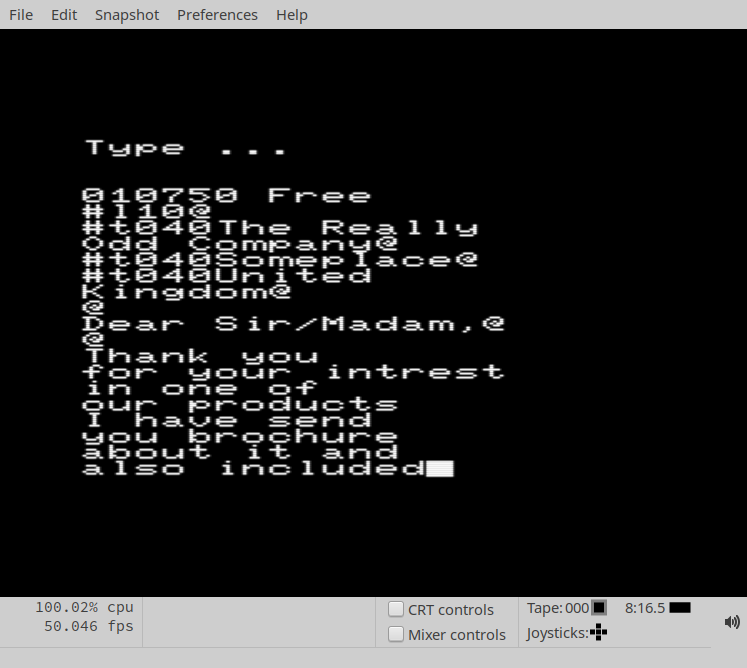 File Edit Snapshot Preferences Help
Type ...
010750 Free
#l10@
#t040The Really
Odd Company@
#t040Someplace@
#t040United
Kingdom@
@
Dear Sir/Madam,@
@
Thank you
for your intrest
in one of
our products
I have send
you brochure
about it and
also included
100.02% cpu
50.046 fps
CRT controls
Mixer controls
Tape: 000 8:16.5
Joysticks: